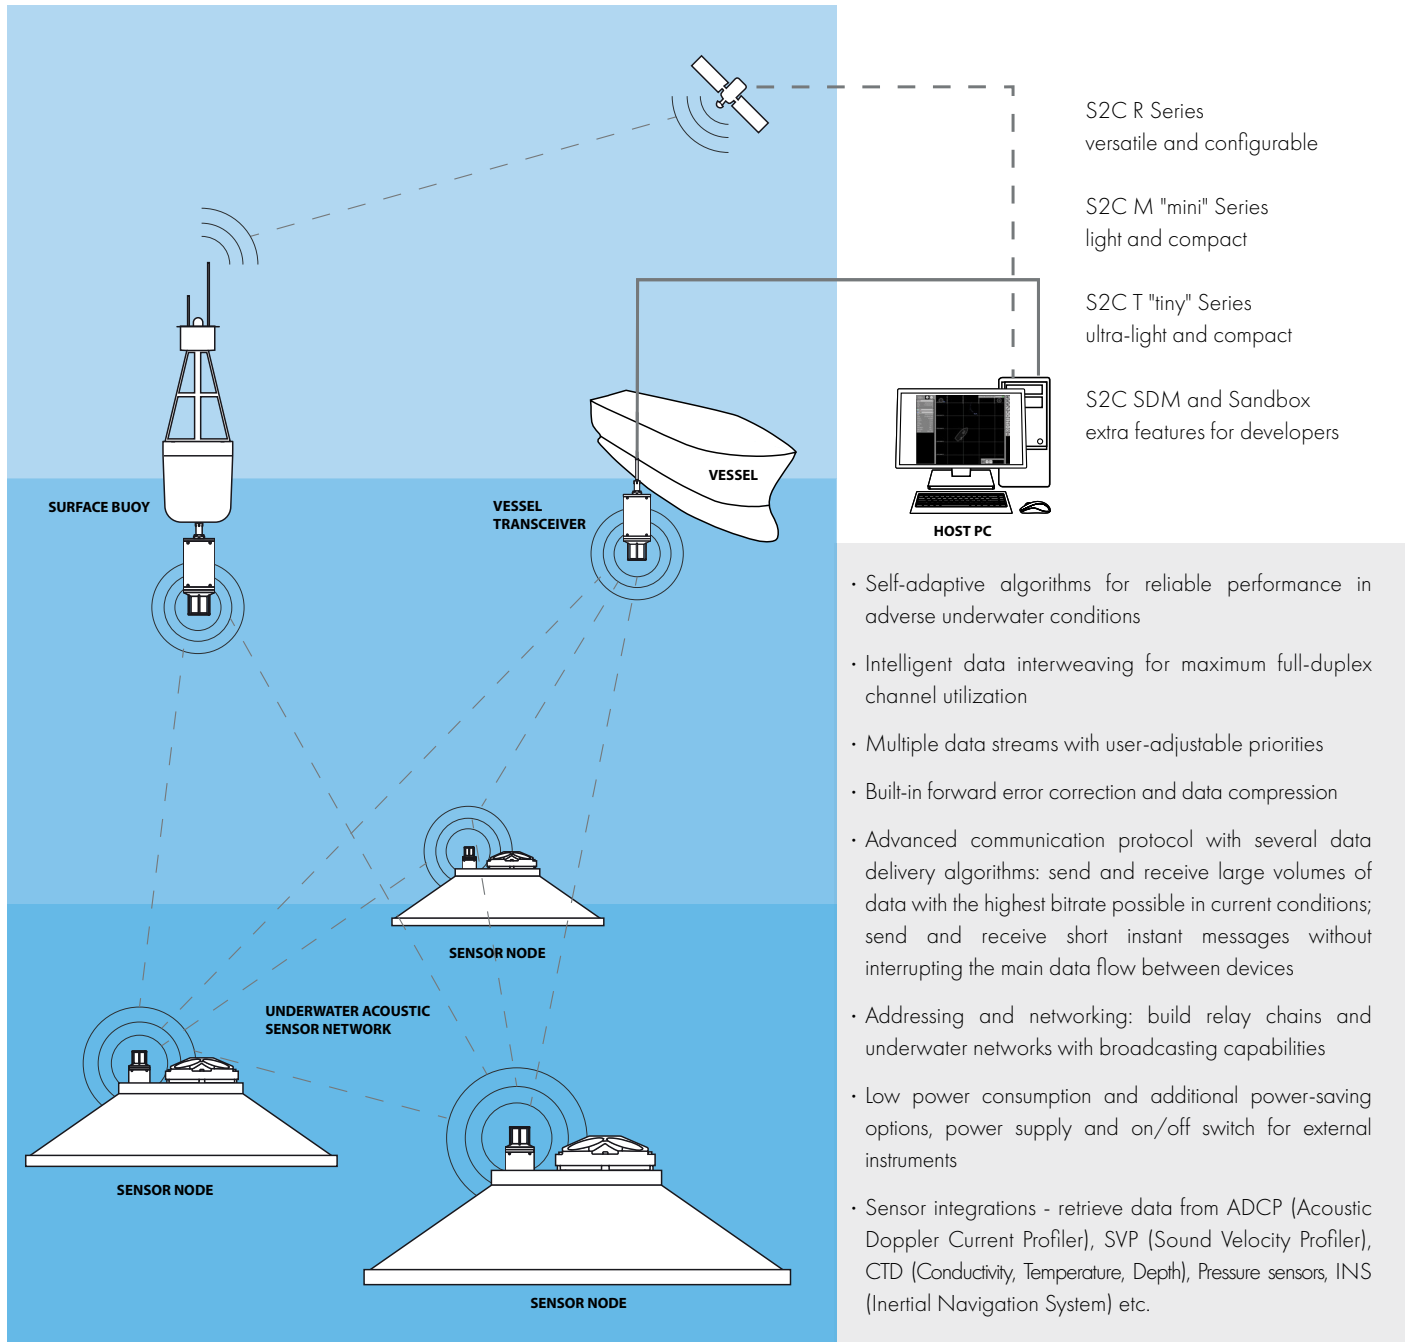 S2C R Series
versatile and configurable
S2C M "mini" Series
light and compact
S2C T "tiny" Series
ultra-light and compact
S2C SDM and Sandbox
extra features for developers
VESSEL
SURFACE BUOY
VESSEL
TRANSCEIVER
HOST PC
SENSOR NODE
UNDERWATER ACOUSTIC
SENSOR NETWORK
SENSOR NODE
SENSOR NODE
· Self-adaptive algorithms for reliable performance in
adverse underwater conditions
· Intelligent data interweaving for maximum full-duplex
channel utilization
· Multiple data streams with user-adjustable priorities
· Built-in forward error correction and data compression
· Advanced communication protocol with several data
delivery algorithms: send and receive large volumes of
data with the highest bitrate possible in current conditions;
send and receive short instant messages without
interrupting the main data flow between devices
· Addressing and networking: build relay chains and
underwater networks with broadcasting capabilities
· Low power consumption and additional power-saving
options, power supply and on/off switch for external
instruments
· Sensor integrations - retrieve data from ADCP (Acoustic
Doppler Current Profiler), SVP (Sound Velocity Profiler),
CTD (Conductivity, Temperature, Depth), Pressure sensors, INS
(Inertial Navigation System) etc.